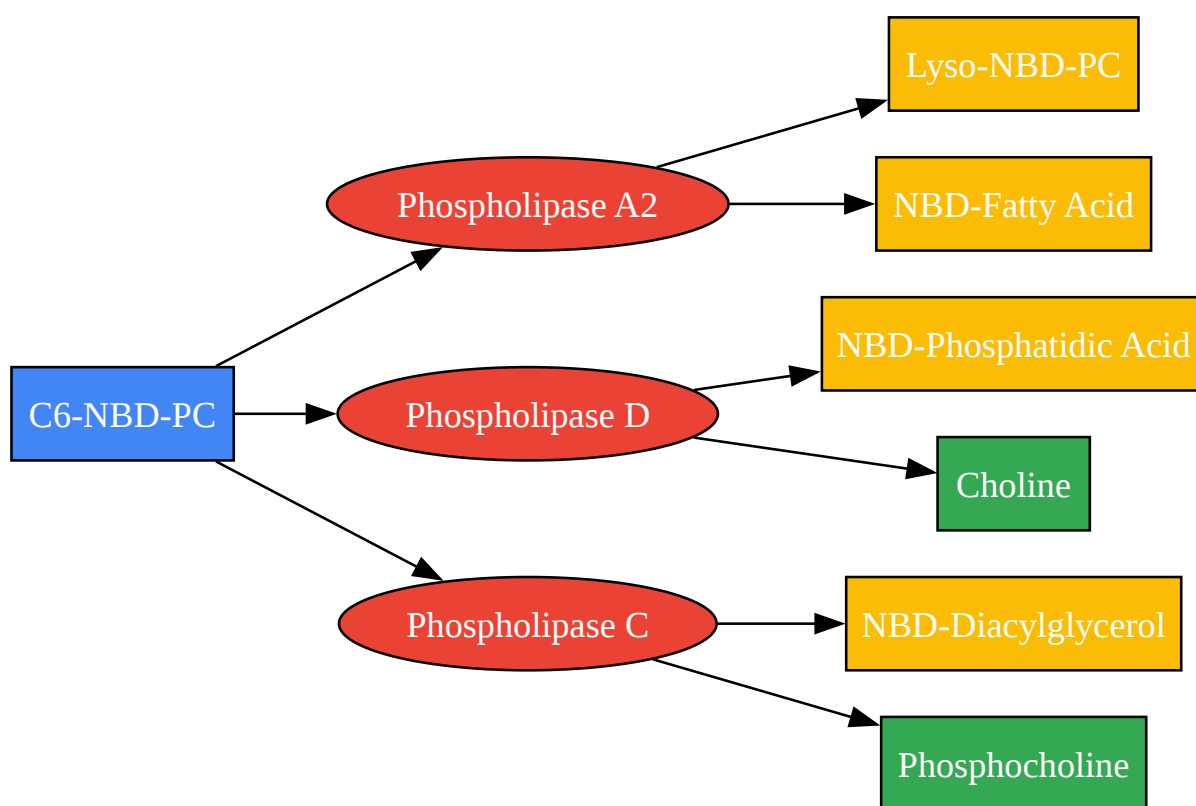 Lyso-NBD-PC
Phospholipase A2
NBD-Fatty Acid
NBD-Phosphatidic Acid
C6-NBD-PC
Phospholipase D
Choline
Phospholipase C
NBD-Diacylglycerol
Phosphocholine